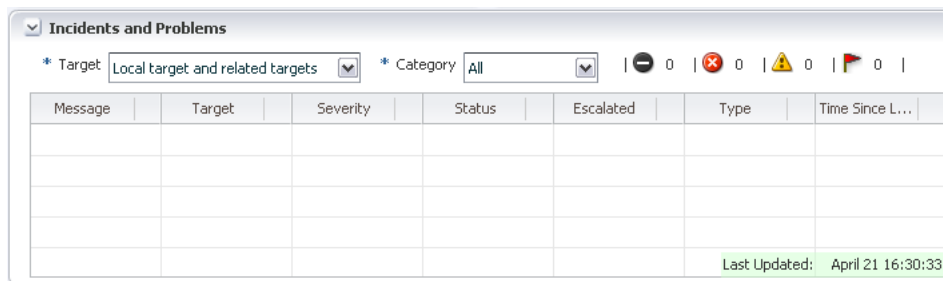 Incidents and Problems
* Target Local target and related targets * Category All | 0 | 0 | 0 | 0 |
Message Target Severity Status Escalated Type Time Since L...
Last Updated: April 21 16:30:33